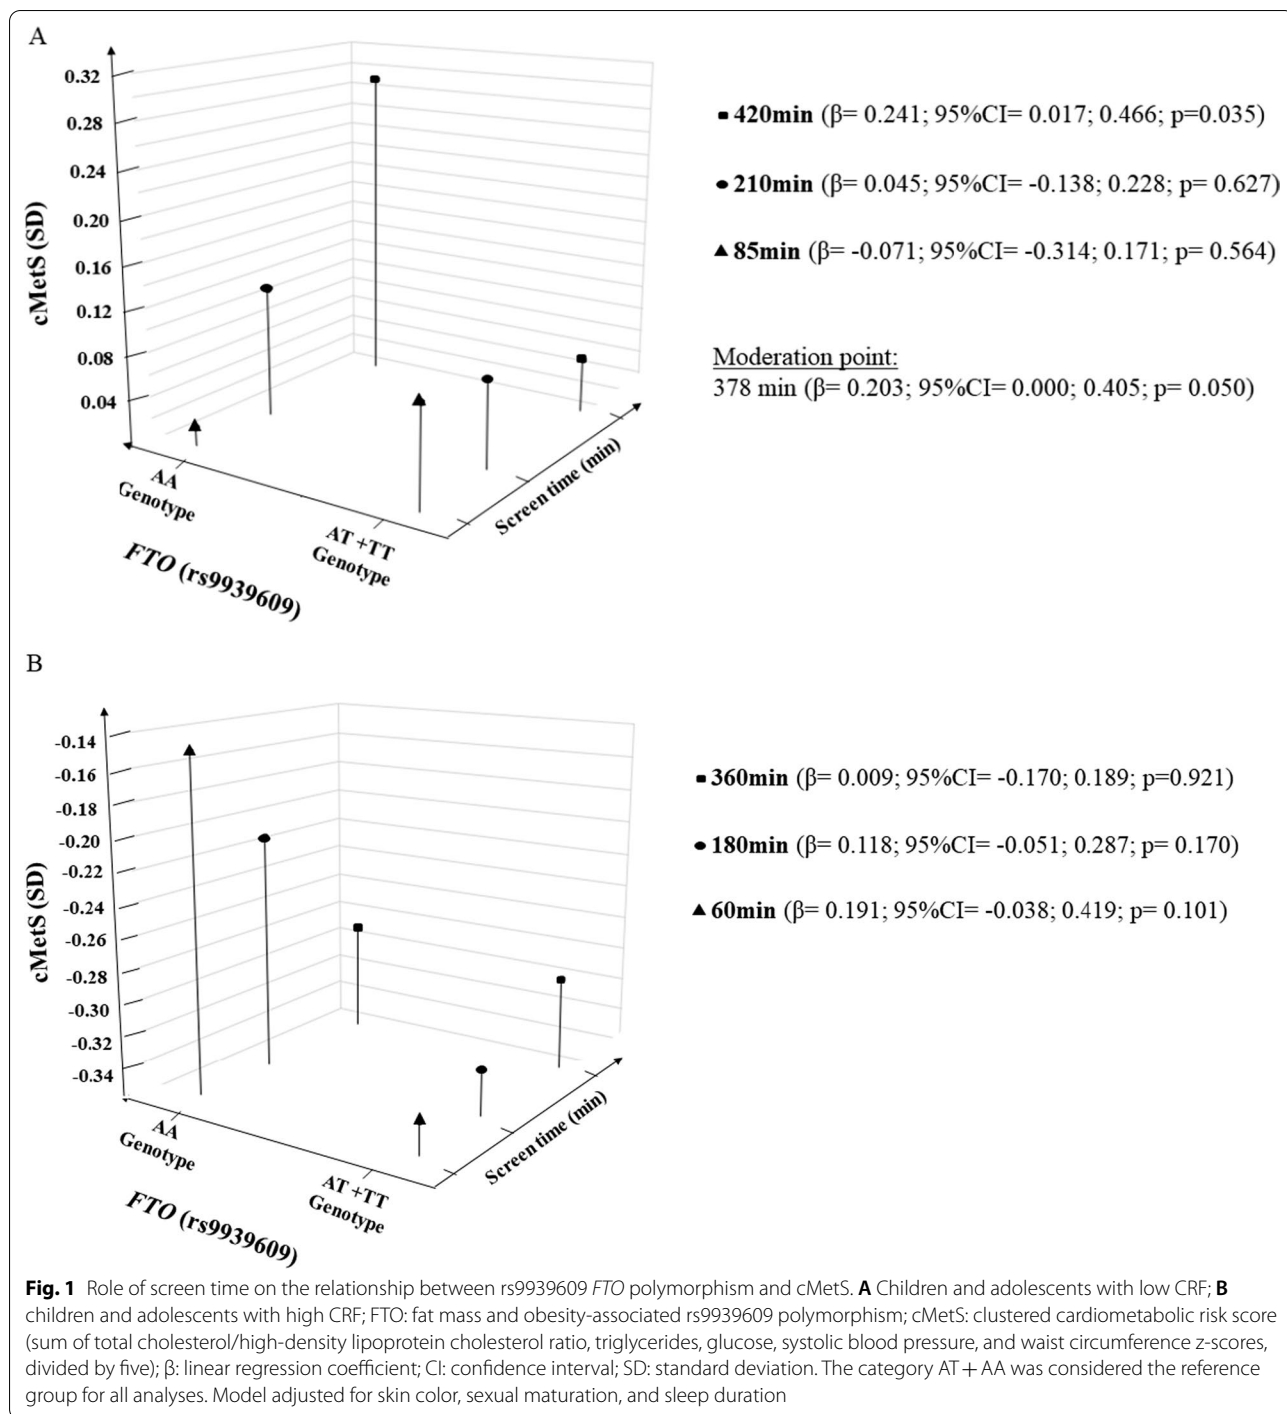 A
0.32
0.28
0.24
0.20
0.16
0.12
0.08
0.04
cMetS (SD)
AA
Genotype
AT +TT
Genotype
FTO (rs9939609)
Screen time (min)
420min (β= 0.241; 95%CI= 0.017; 0.466; p=0.035)
210min (β= 0.045; 95%CI= -0.138; 0.228; p= 0.627)
85min (β= -0.071; 95%CI= -0.314; 0.171; p= 0.564)
Moderation point:
378 min (β= 0.203; 95%CI= 0.000; 0.405; p= 0.050)
B
-0.14
-0.16
-0.18
-0.20
-0.22
-0.24
-0.26
-0.28
-0.30
-0.32
-0.34
cMetS (SD)
AA
Genotype
AT +TT
Genotype
FTO (rs9939609)
Screen time (min)
360min (β= 0.009; 95%CI= -0.170; 0.189; p=0.921)
180min (β= 0.118; 95%CI= -0.051; 0.287; p= 0.170)
60min (β= 0.191; 95%CI= -0.038; 0.419; p= 0.101)
Fig. 1 Role of screen time on the relationship between rs9939609 FTO polymorphism and cMetS. A Children and adolescents with low CRF; B
children and adolescents with high CRF; FTO: fat mass and obesity-associated rs9939609 polymorphism; cMetS: clustered cardiometabolic risk score
(sum of total cholesterol/high-density lipoprotein cholesterol ratio, triglycerides, glucose, systolic blood pressure, and waist circumference z-scores,
divided by five); β: linear regression coefficient; CI: confidence interval; SD: standard deviation. The category AT + AA was considered the reference
group for all analyses. Model adjusted for skin color, sexual maturation, and sleep duration